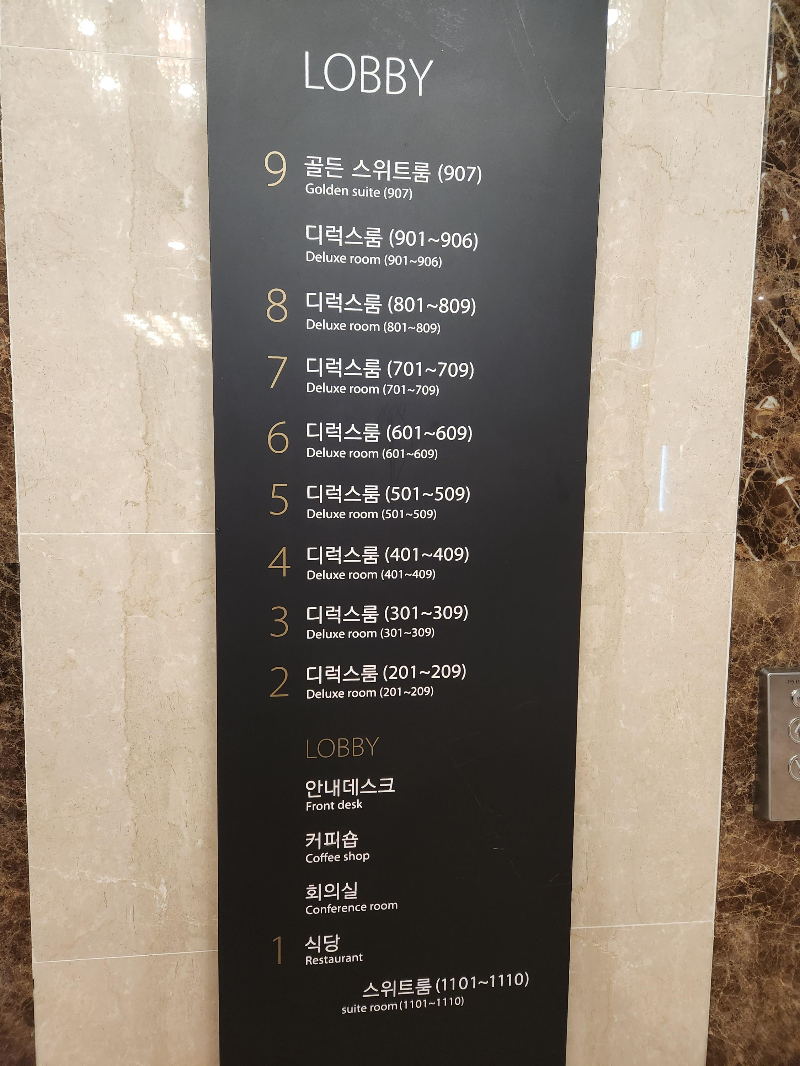 LOBBY
9 골든 스위트룸 (907)
Golden suite (907)
디럭스룸 (901~906)
Deluxe room (901~906)
8 디럭스룸 (801~809)
Deluxe room (801~809)
7 디럭스룸 (701~709)
Deluxe room (701~709)
6 디럭스룸 (601~609)
Deluxe room (601~609)
5 디럭스룸 (501~509)
Deluxe room (501~509)
4 디럭스룸 (401~409)
Deluxe room (401~409)
3 디럭스룸 (301~309)
Deluxe room (301~309)
2 디럭스룸 (201~209)
Deluxe room (201~209)
LOBBY
안내데스크
Front desk
커피숍
Coffee shop
회의실
Conference room
1 식당
Restaurant
스위트룸 (1101~1110)
suite room (1101~1110)